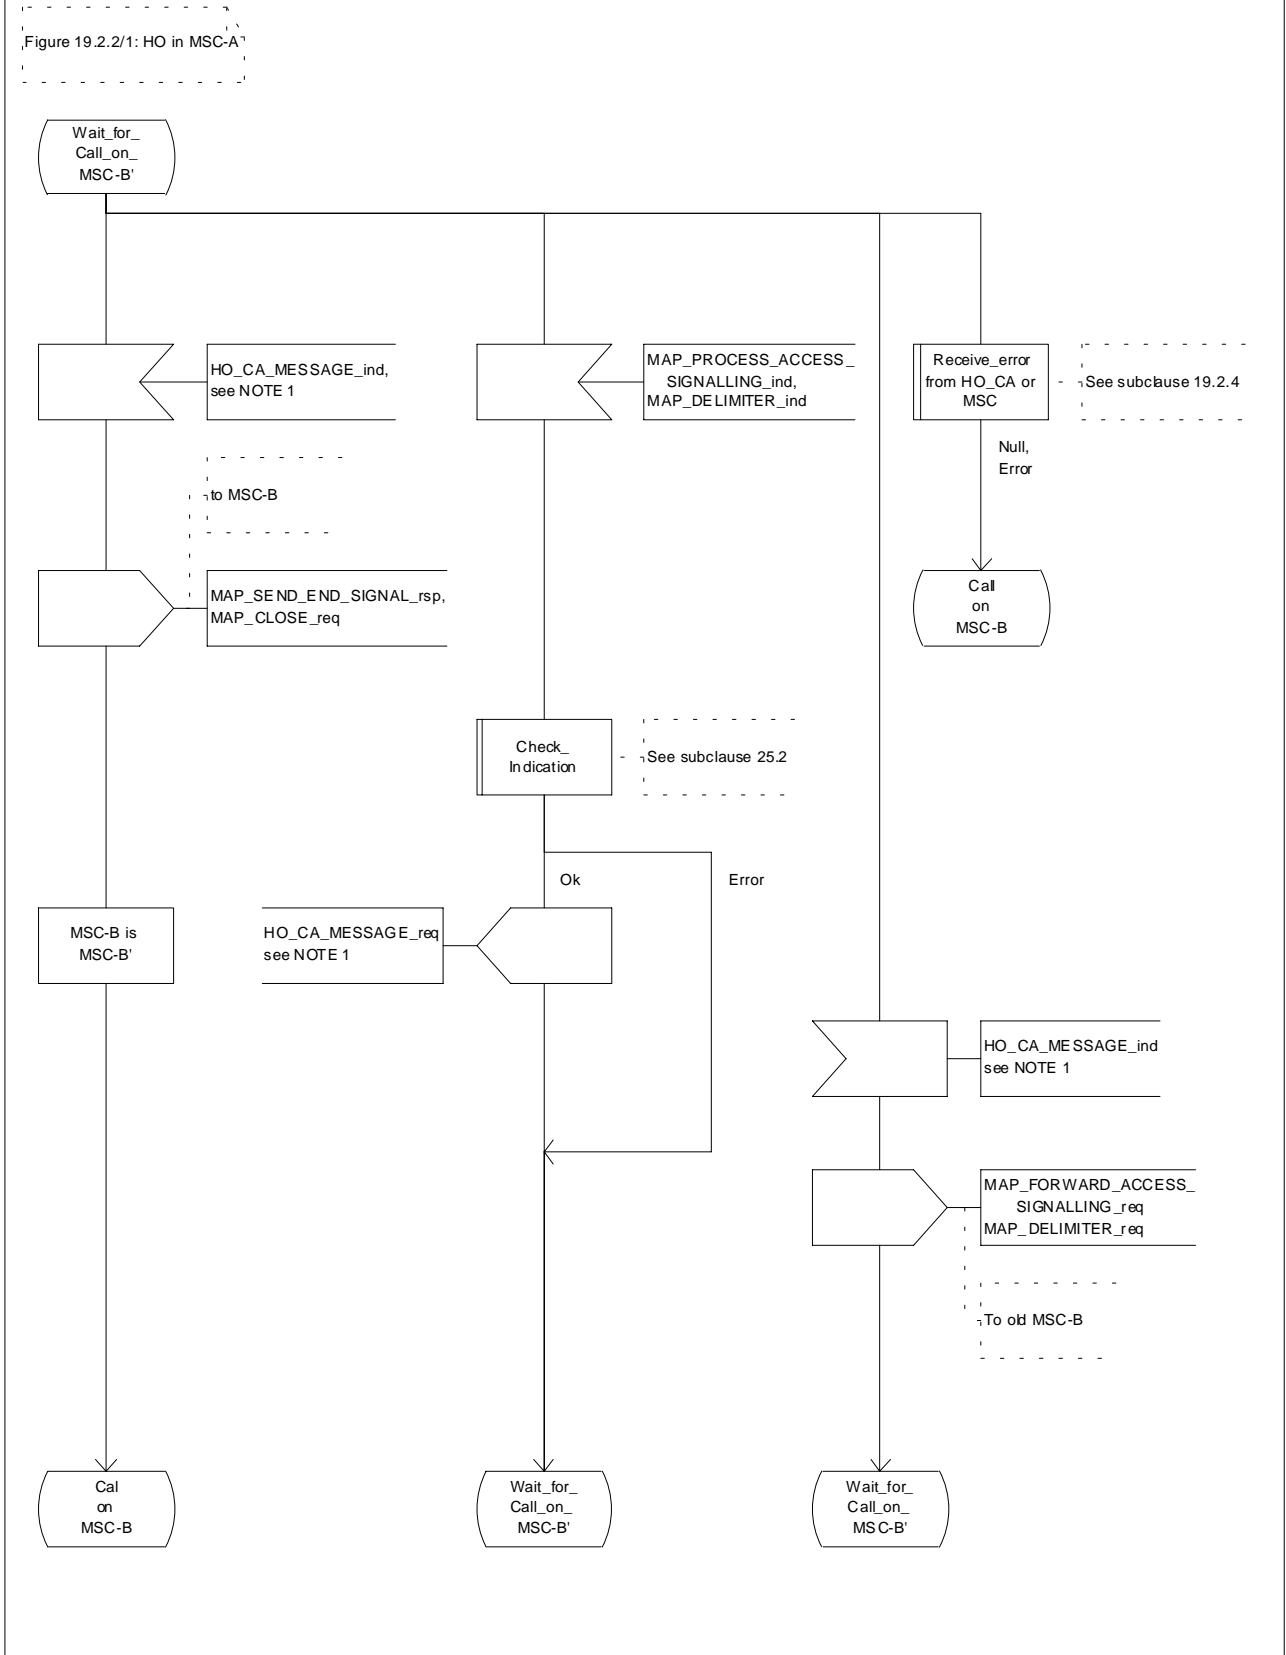 Figure 19.2.2/1: HO in MSC-A
Wait_for_
Call_on_
MSC-B'
HO_CA_MESSAGE_ind,
see NOTE 1
MAP_PROCESS_ACCESS_
SIGNALLING_ind,
MAP_DELIMITER_ind
Receive_error
from HO_CA or
MSC
See subclause 19.2.4
Null,
Error
to MSC-B
MAP_SEND_END_SIGNAL_rsp,
MAP_CLOSE_req
Call
on
MSC-B
Check_
Indication
See subclause 25.2
Ok
Error
MSC-B is
MSC-B'
HO_CA_MESSAGE_req
see NOTE 1
HO_CA_MESSAGE_ind
see NOTE 1
MAP_FORWARD_ACCESS_
SIGNALLING_req
MAP_DELIMITER_req
To old MSC-B
Cal
on
MSC-B
Wait_for_
Call_on_
MSC-B'
Wait_for_
Call_on_
MSC-B'